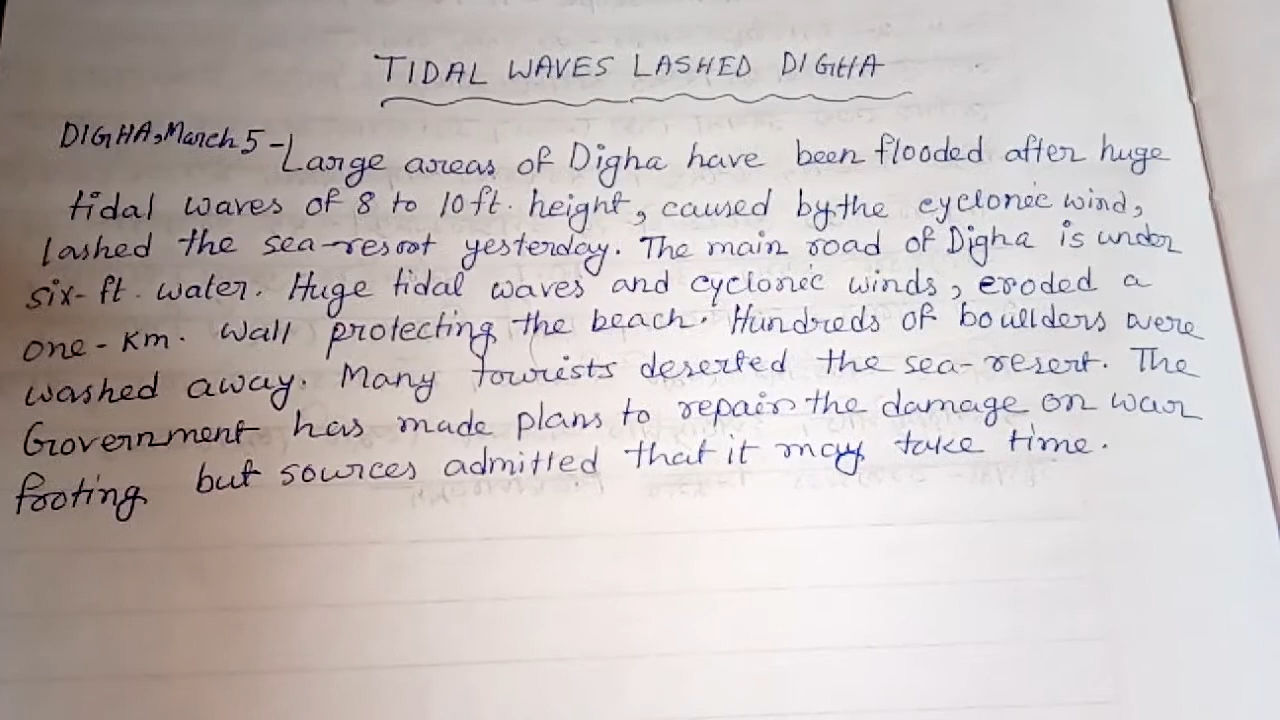 TIDAL WAVES LASHED DIGHA
DIGHA, March 5 - Large areas of Digha have been flooded after huge
tidal waves of 8 to 10 ft. height, caused by the cyclonic wind,
lashed the sea-resort yesterday. The main road of Digha is under
six-ft. water. Huge tidal waves and cyclonic winds, eroded a
one-km. wall protecting the beach. Hundreds of bouelders were
washed away. Many tourists deserted the sea-resert. The
Government has made plans to repair the damage on war
footing but sources admitted that it may take time.